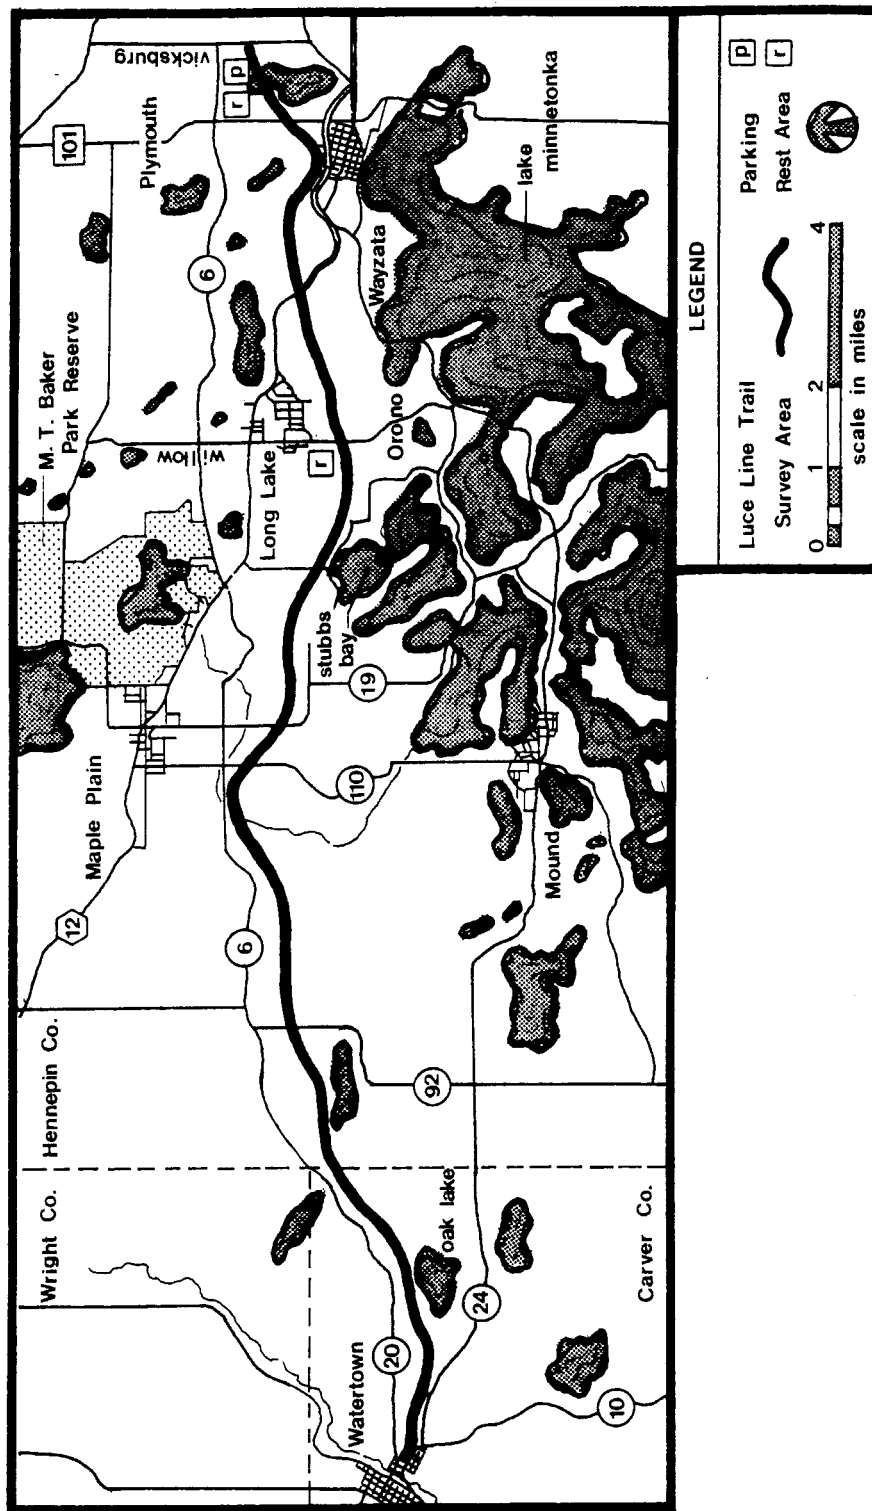 Wright Co.
Hennepin Co.
12
Maple Plain
M. T. Baker
Park Reserve
101
Plymouth
vicksburg
r
p
6
willow
6
Long Lake
r
stubbs
bay
19
110
Orono
Wayzata
lake
minnetonka
Mound
92
Watertown
20
oak lake
24
10
Carver Co.
LEGEND
Luce Line Trail
Survey Area
Parking
p
Rest Area
r
0
1
2
4
scale in miles